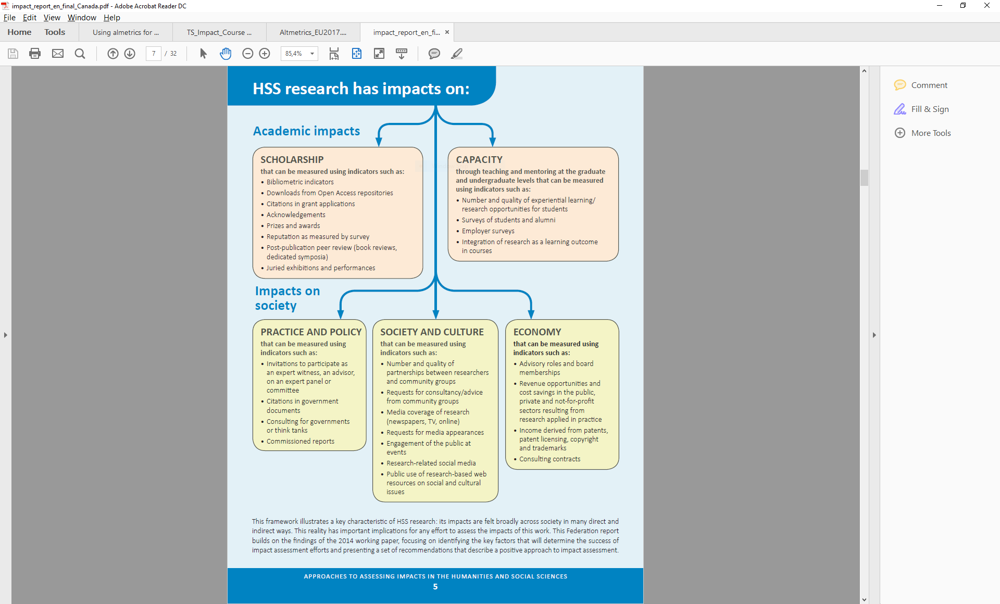 impact_report_en_final_Canada.pdf - Adobe Acrobat Reader DC
File Edit View Window Help
Home Tools Using almetrics for ... TS_Impact_Course ... Altmetrics_EU2017.... impact_report_en_fi... ×
7 / 32 85,4%
HSS research has impacts on:
Academic impacts
SCHOLARSHIP
that can be measured using indicators such as:
• Bibliometric indicators
• Downloads from Open Access repositories
• Citations in grant applications
• Acknowledgements
• Prizes and awards
• Reputation as measured by survey
• Post-publication peer review (book reviews,
dedicated symposia)
• Juried exhibitions and performances
CAPACITY
through teaching and mentoring at the graduate
and undergraduate levels that can be measured
using indicators such as:
• Number and quality of experiential learning/
research opportunities for students
• Surveys of students and alumni
• Employer surveys
• Integration of research as a learning outcome
in courses
Impacts on
society
PRACTICE AND POLICY
that can be measured using
indicators such as:
• Invitations to participate as
an expert witness, an advisor,
on an expert panel or
committee
• Citations in government
documents
• Consulting for governments
or think tanks
• Commissioned reports
SOCIETY AND CULTURE
that can be measured using
indicators such as:
• Number and quality of
partnerships between researchers
and community groups
• Requests for consultancy/advice
from community groups
• Media coverage of research
(newspapers, TV, online)
• Requests for media appearances
• Engagement of the public at
events
• Research-related social media
• Public use of research-based web
resources on social and cultural
issues
ECONOMY
that can be measured using
indicators such as:
• Advisory roles and board
memberships
• Revenue opportunities and
cost savings in the public,
private and not-for-profit
sectors resulting from
research applied in practice
• Income derived from patents,
patent licensing, copyright
and trademarks
• Consulting contracts
This framework illustrates a key characteristic of HSS research: its impacts are felt broadly across society in many direct and
indirect ways. This reality has important implications for any effort to assess the impacts of this work. This Federation report
builds on the findings of the 2014 working paper, focusing on identifying the key factors that will determine the success of
impact assessment efforts and presenting a set of recommendations that describe a positive approach to impact assessment.
APPROACHES TO ASSESSING IMPACTS IN THE HUMANITIES AND SOCIAL SCIENCES
5
Comment
Fill & Sign
More Tools